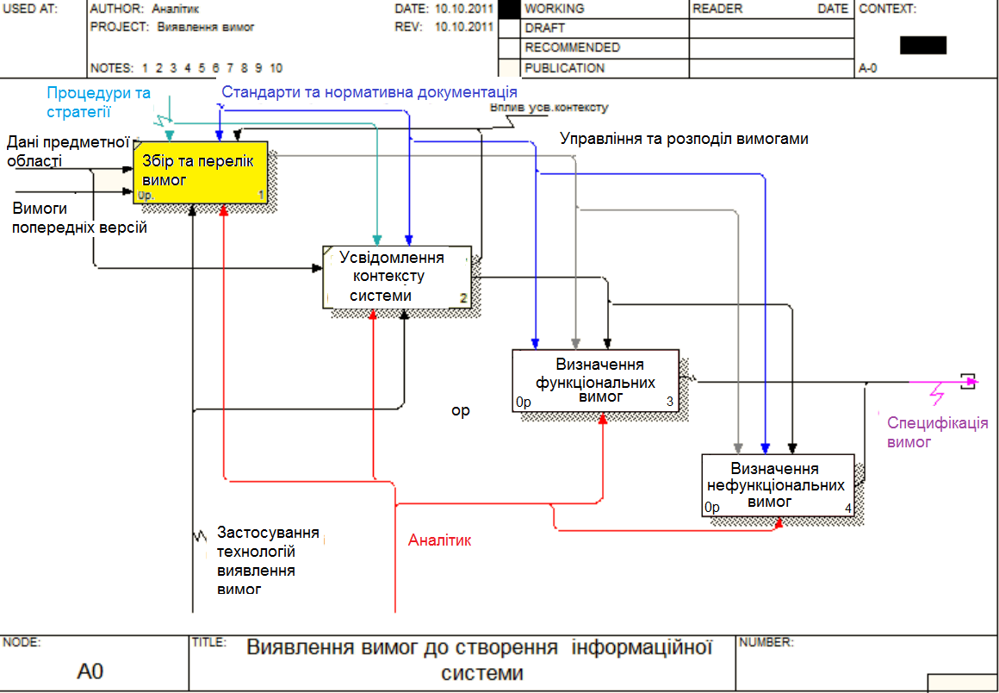 USED AT:
AUTHOR: Аналітик
DATE: 10.10.2011
WORKING
READER
DATE
CONTEXT:
PROJECT: Виявлення вимог
REV: 10.10.2011
DRAFT
RECOMMENDED
NOTES: 1 2 3 4 5 6 7 8 9 10
PUBLICATION
A-0
Процедури та
стратегії
Стандарти та нормативна документація
Вплив усв.контексту
Управління та розподіл вимогами
Дані предметної
області
Збір та перелік
вимог
0р.
1
Вимоги
попередніх версій
Усвідомлення
контексту
системи
2
Визначення
функціональних
вимог
0р
3
ор
Специфікація
вимог
Визначення
нефункціональних
вимог
0р
4
Застосування
технологій
виявлення
вимог
Аналітик
NODE:
A0
TITLE:
Виявлення вимог до створення інформаційної
системи
NUMBER: